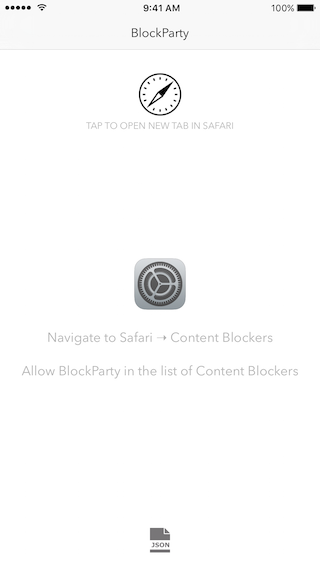 9:41 AM
100%
BlockParty
TAP TO OPEN NEW TAB IN SAFARI
Navigate to Safari ➝ Content Blockers
Allow BlockParty in the list of Content Blockers
JSON